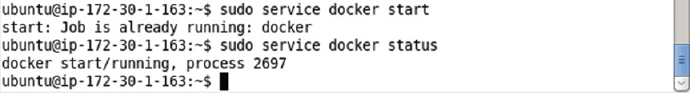 ubuntu@ip-172-30-1-163:~$ sudo service docker start
start: Job is already running: docker
ubuntu@ip-172-30-1-163:~$ sudo service docker status
docker start/running, process 2697
ubuntu@ip-172-30-1-163:~$